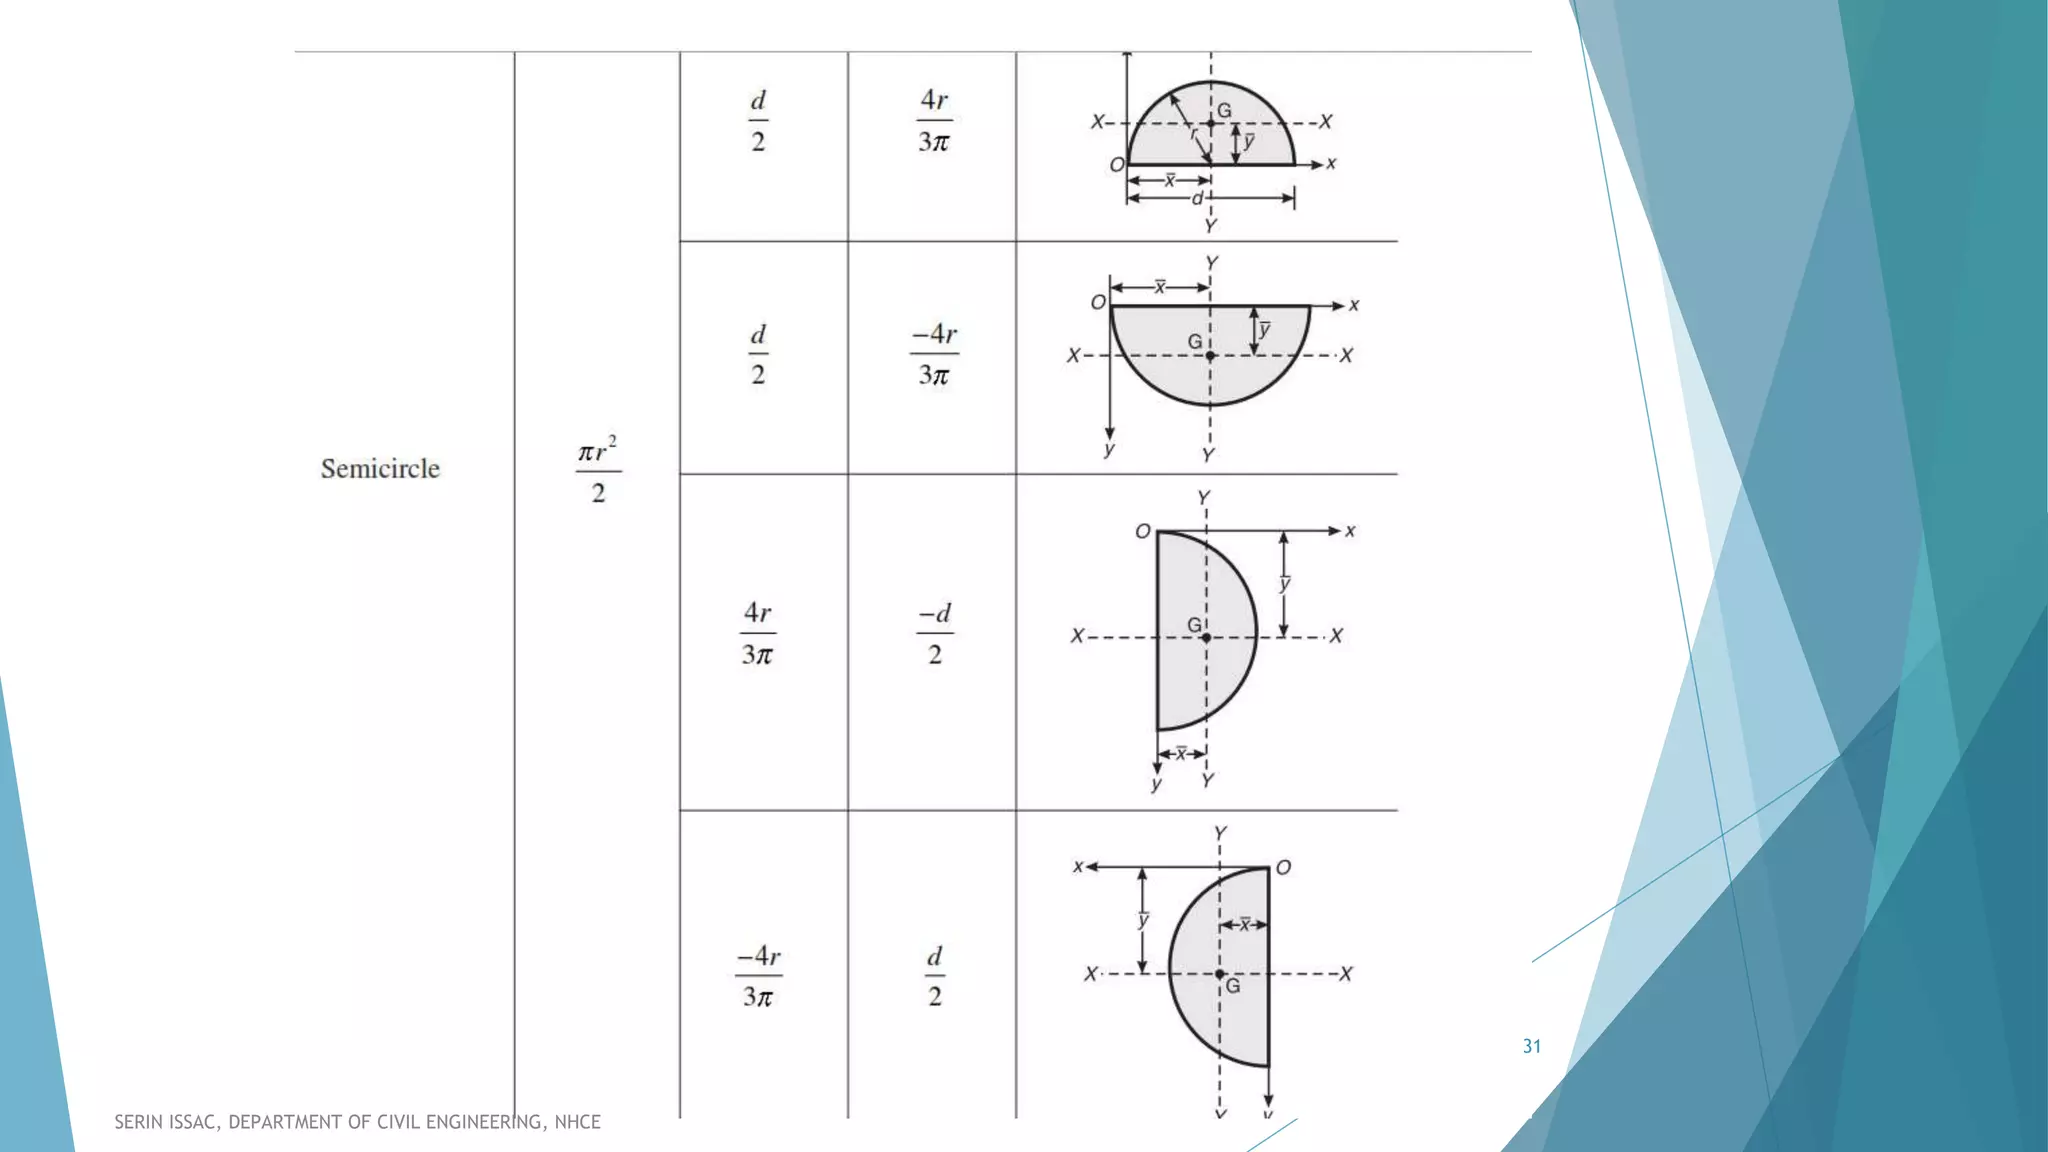 Semicircle
πr²/2
d/2
4r/3π
G
X
X
r
y̅
O
x
x̅
d
Y
d/2
−4r/3π
Y
x̅
O
x
y̅
G
X
X
y
Y
4r/3π
−d/2
Y
O
x
y̅
G
X
X
x̅
y
Y
−4r/3π
d/2
Y
x
O
y̅
x̅
X
X
G
31
SERIN ISSAC, DEPARTMENT OF CIVIL ENGINEERING, NHCE